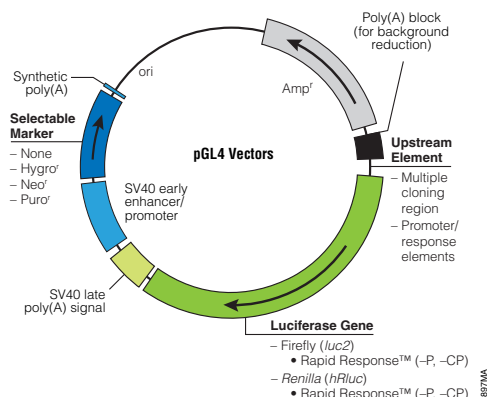 Poly(A) block
(for background
reduction)
Synthetic
poly(A)
ori
Ampʳ
Selectable
Marker
– None
– Hygroʳ
– Neoʳ
– Puroʳ
pGL4 Vectors
Upstream
Element
– Multiple
cloning
region
– Promoter/
response
elements
SV40 early
enhancer/
promoter
SV40 late
poly(A) signal
Luciferase Gene
– Firefly (luc2)
• Rapid Response™ (–P, –CP)
– Renilla (hRluc)
• Rapid Response™ (–P, –CP)
897MA